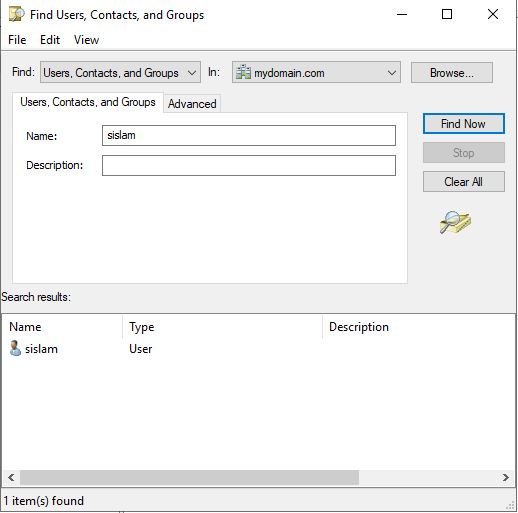 Find Users, Contacts, and Groups
File Edit View
Find: Users, Contacts, and Groups In: mydomain.com Browse...
Users, Contacts, and Groups Advanced
Find Now
Name: sislam
Stop
Description:
Clear All
Search results:
Name Type Description
sislam User
1 item(s) found